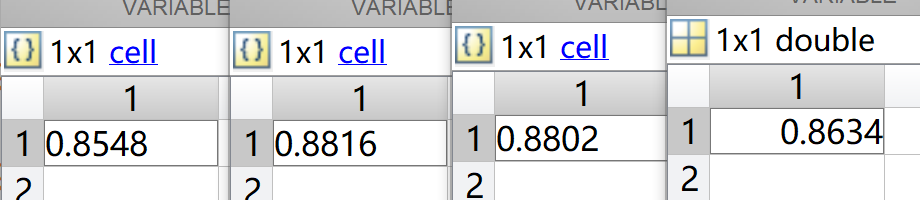 VARIABLE VARIABLE VARIABLE VARIABLE
1x1 cell 1x1 cell 1x1 cell 1x1 double
1 1 1 1
1 0.8548 1 0.8816 1 0.8802 1 0.8634
2 2 2 2